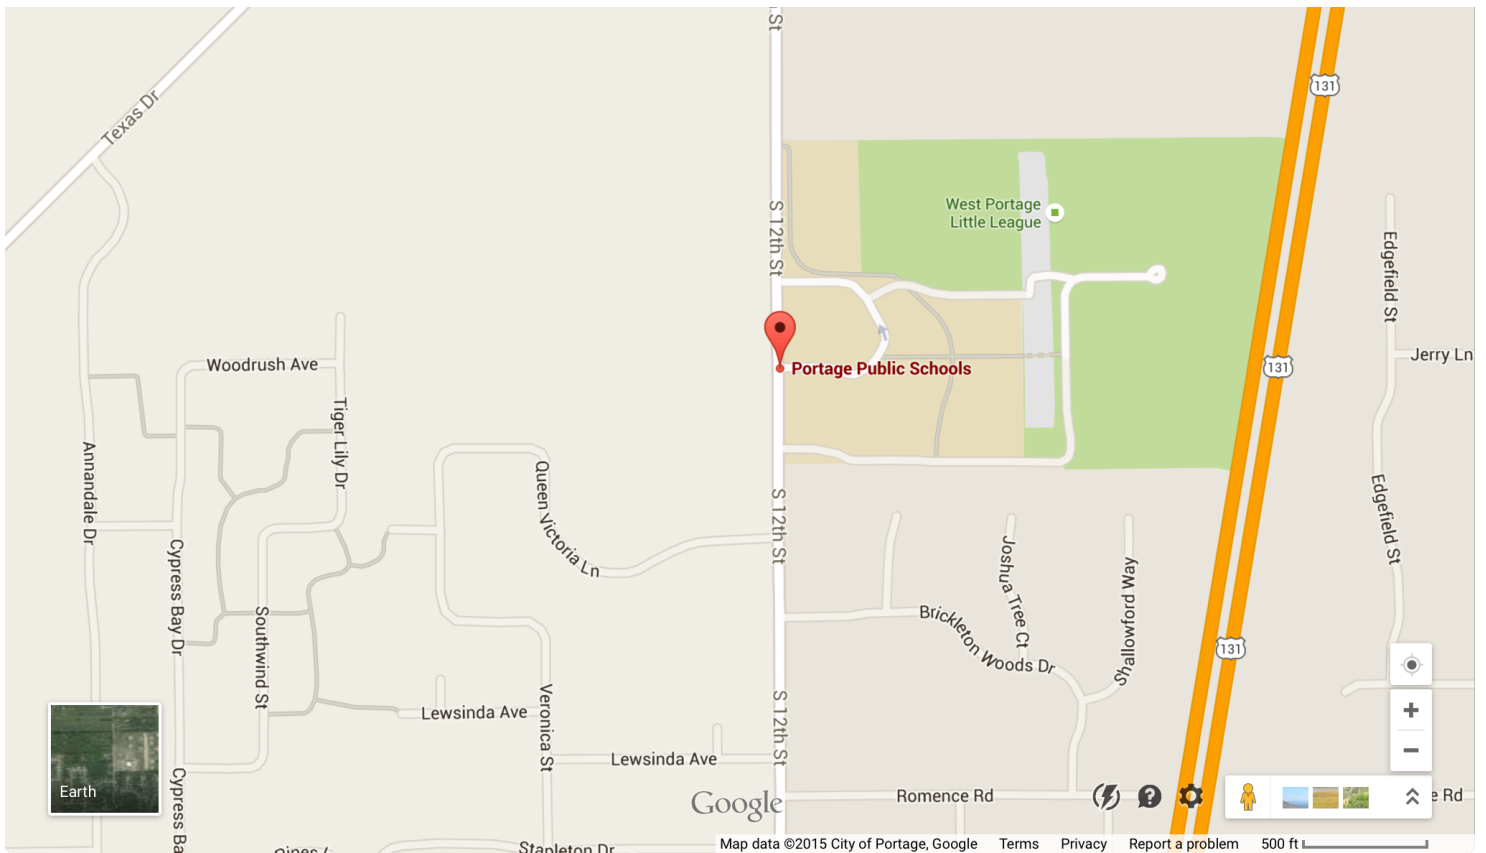 St
131
Texas Dr
S 12th St
West Portage
Little League
Edgefield St
Jerry Ln
Woodrush Ave
Portage Public Schools
131
Tiger Lily Dr
Annandale Dr
Queen Victoria Ln
S 12th St
Edgefield St
Cypress Bay Dr
Joshua Tree Ct
Shallowford Way
Southwind St
Brickleton Woods Dr
131
Lewsinda Ave
Veronica St
S 12th St
Lewsinda Ave
Cypress Ba
Earth
Google
Romence Rd
e Rd
Stapleton Dr
Map data ©2015 City of Portage, Google Terms Privacy Report a problem 500 ft